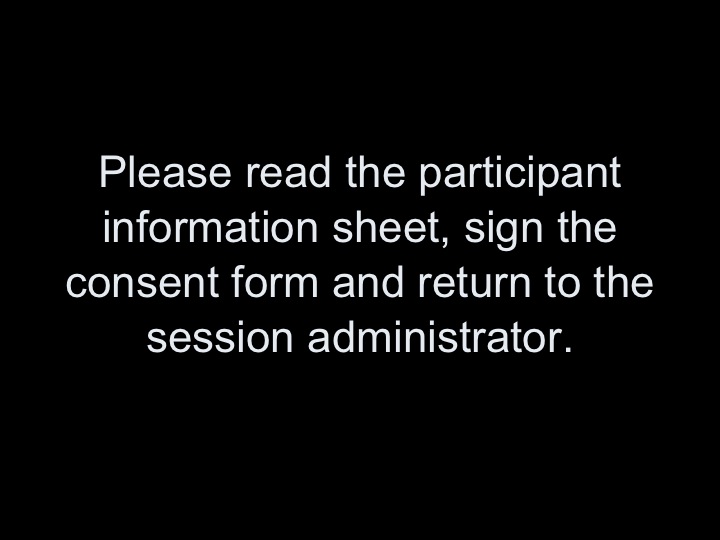 Please read the participant
information sheet, sign the
consent form and return to the
session administrator.